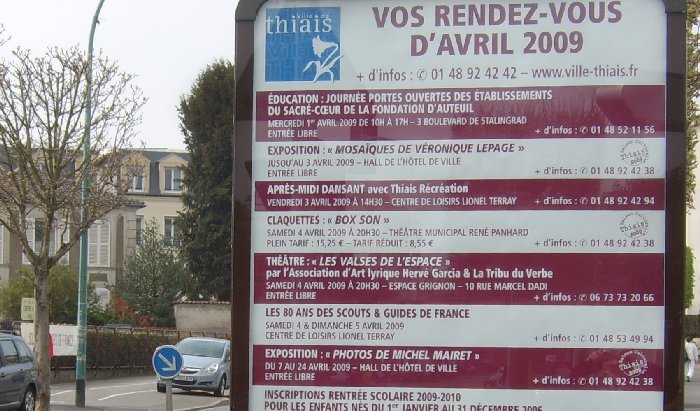 ville de
thiais
VOS RENDEZ-VOUS
D'AVRIL 2009
+ d'infos : ✆ 01 48 92 42 42 – www.ville-thiais.fr
ÉDUCATION : JOURNÉE PORTES OUVERTES DES ÉTABLISSEMENTS
DU SACRÉ-CŒUR DE LA FONDATION D'AUTEUIL
MERCREDI 1er AVRIL 2009 DE 10H À 17H – 3 BOULEVARD DE STALINGRAD
ENTRÉE LIBRE
+ d'infos : ✆ 01 48 52 11 56
EXPOSITION : « MOSAÏQUES DE VÉRONIQUE LEPAGE »
JUSQU'AU 3 AVRIL 2009 – HALL DE L'HÔTEL DE VILLE
ENTRÉE LIBRE
+ d'infos : ✆ 01 48 92 42 38
APRÈS-MIDI DANSANT avec Thiais Récréation
VENDREDI 3 AVRIL 2009 À 14H30 – CENTRE DE LOISIRS LIONEL TERRAY
+ d'infos : ✆ 01 48 92 42 94
CLAQUETTES : « BOX SON »
SAMEDI 4 AVRIL 2009 À 20H30 – THÉÂTRE MUNICIPAL RENÉ PANHARD
PLEIN TARIF : 15,25 € – TARIF RÉDUIT : 8,55 €
+ d'infos : ✆ 01 48 92 42 38
THÉÂTRE : « LES VALSES DE L'ESPACE »
par l'Association d'Art lyrique Hervé Garcia & La Tribu du Verbe
SAMEDI 4 AVRIL 2009 À 20H30 – ESPACE GRIGNON – 10 RUE MARCEL DADI
ENTRÉE LIBRE
+ d'infos : ✆ 06 73 73 20 66
LES 80 ANS DES SCOUTS & GUIDES DE FRANCE
SAMEDI 4 & DIMANCHE 5 AVRIL 2009
CENTRE DE LOISIRS LIONEL TERRAY
+ d'infos : ✆ 01 48 53 49 94
EXPOSITION : « PHOTOS DE MICHEL MAIRET »
DU 7 AU 24 AVRIL 2009 – HALL DE L'HÔTEL DE VILLE
ENTRÉE LIBRE
+ d'infos : ✆ 01 48 92 42 38
INSCRIPTIONS RENTRÉE SCOLAIRE 2009-2010
POUR LES ENFANTS NÉS DU 1er JANVIER AU 31 DÉCEMBRE 2006